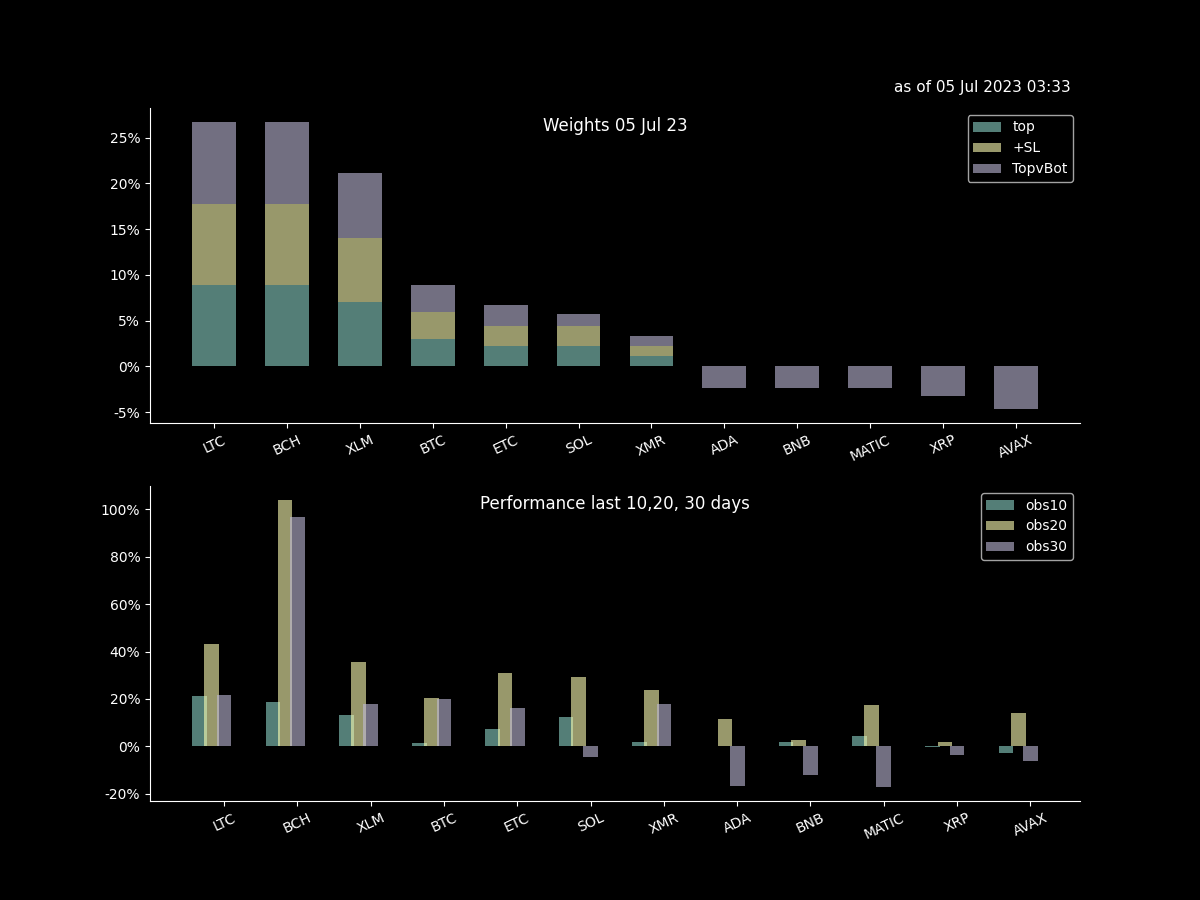 as of 05 Jul 2023 03:33
Weights 05 Jul 23
top
+SL
TopvBot
25%
20%
15%
10%
5%
0%
-5%
LTC BCH XLM BTC ETC SOL XMR ADA BNB MATIC XRP AVAX
Performance last 10,20, 30 days
obs10
obs20
obs30
100%
80%
60%
40%
20%
0%
-20%
LTC BCH XLM BTC ETC SOL XMR ADA BNB MATIC XRP AVAX